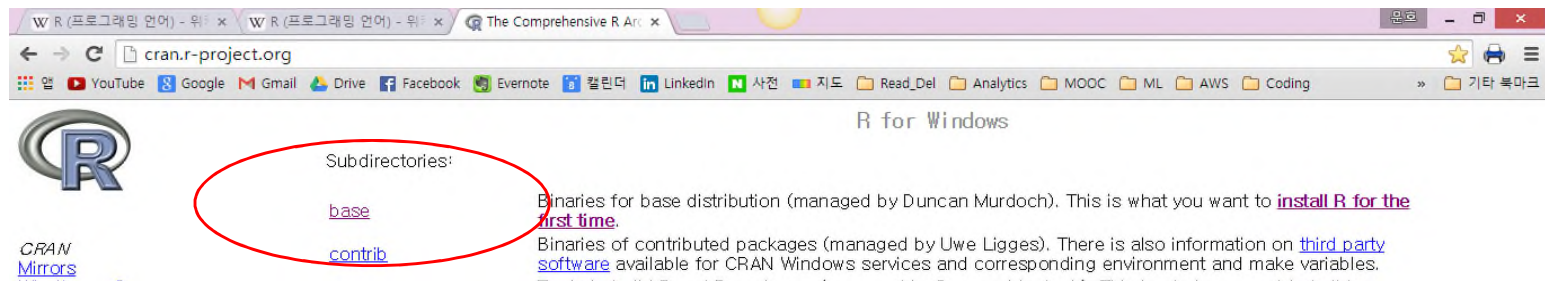 R (프로그래밍 언어) - 위키 R (프로그래밍 언어) - 위키 The Comprehensive R Arc 문호
cran.r-project.org
앱 YouTube Google Gmail Drive Facebook Evernote 캘린더 LinkedIn 사전 지도 Read_Del Analytics MOOC ML AWS Coding » 기타 북마크
R
R for Windows
Subdirectories:
base
Binaries for base distribution (managed by Duncan Murdoch). This is what you want to install R for the
first time.
contrib
Binaries of contributed packages (managed by Uwe Ligges). There is also information on third party
software available for CRAN Windows services and corresponding environment and make variables.
CRAN
Mirrors